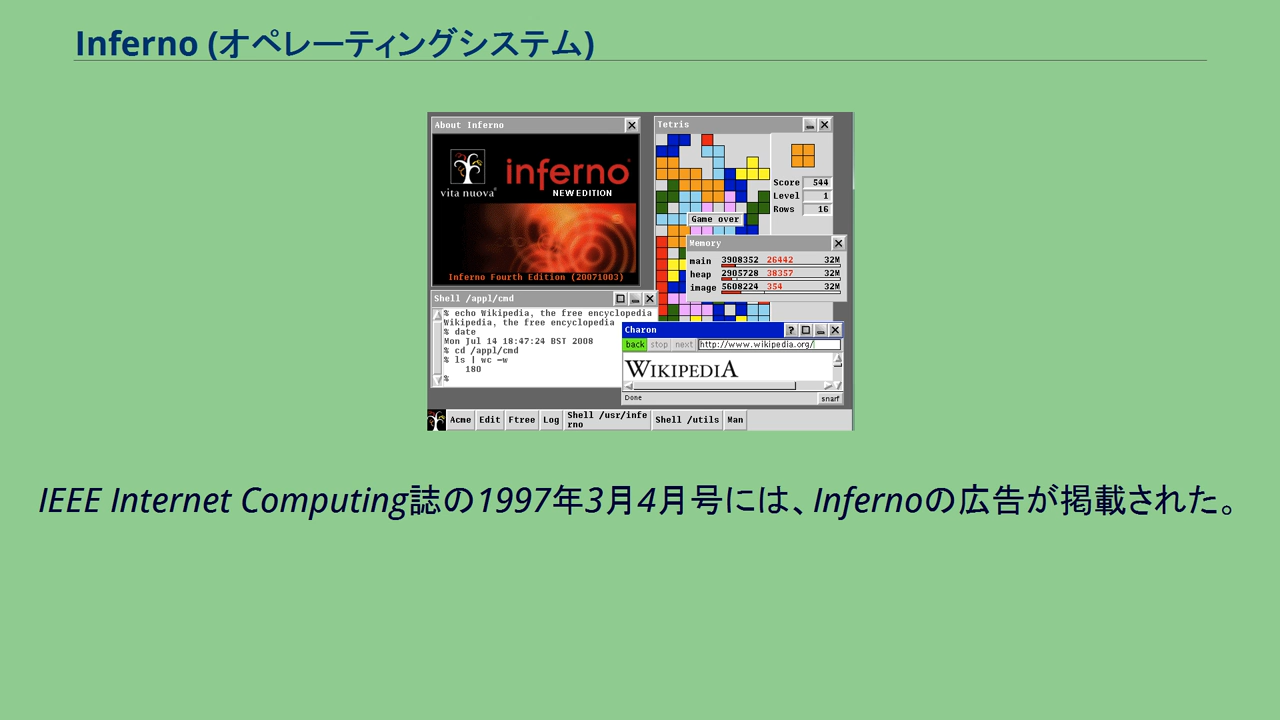 Inferno (オペレーティングシステム)
About Inferno
vita nuova
inferno
NEW EDITION
Inferno Fourth Edition (20071003)
Tetris
Score 544
Level 1
Rows 16
Game over
Memory
main 3908352 26442 32M
heap 2905728 38357 32M
image 5608224 354 32M
Shell /appl/cmd
% echo Wikipedia, the free encyclopedia
Wikipedia, the free encyclopedia
% date
Mon Jul 14 18:47:24 BST 2008
% cd /appl/cmd
% ls | wc -w
180
%
Charon
back stop next http://www.wikipedia.org/
WIKIPEDIA
Done
snarf
Acme Edit Ftree Log Shell /usr/infe
rno Shell /utils Man
IEEE Internet Computing誌の1997年3月4月号には、Infernoの広告が掲載された。